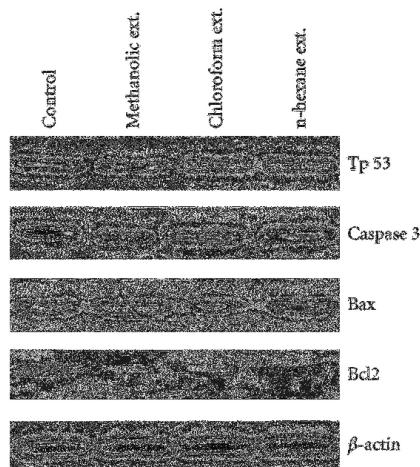 Control
Methanolic ext.
Chloroform ext.
n-hexane ext.
Tp 53
Caspase 3
Bax
Bcl2
β-actin